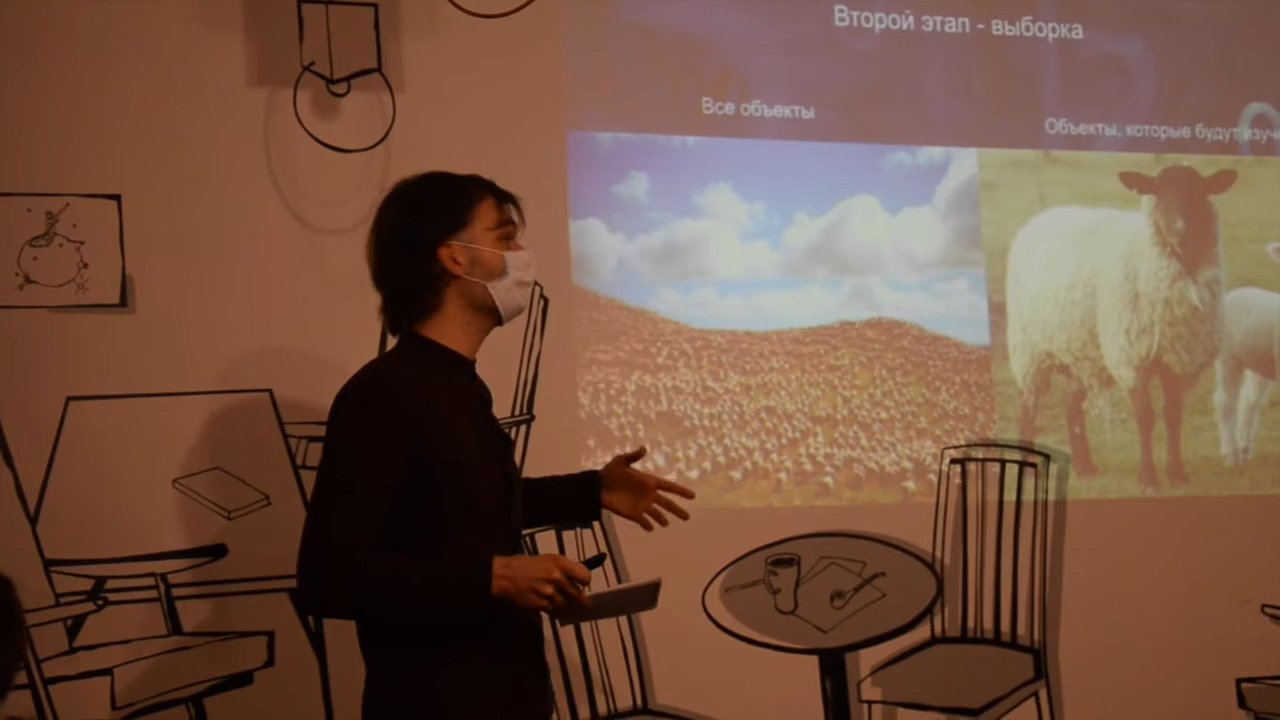 Второй этап - выборка
Все объекты
Объекты, которые будут